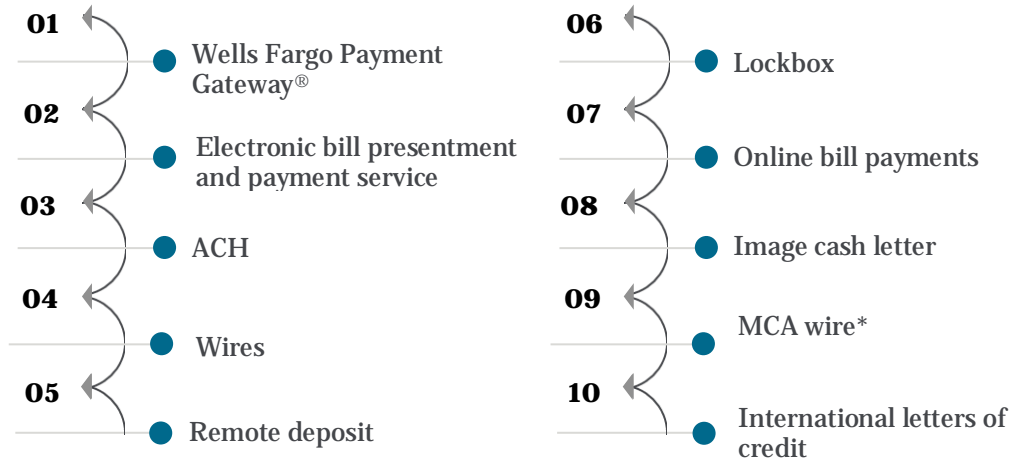 01
Wells Fargo Payment
Gateway®
02
Electronic bill presentment
and payment service
03
ACH
04
Wires
05
Remote deposit
06
Lockbox
07
Online bill payments
08
Image cash letter
09
MCA wire*
10
International letters of
credit